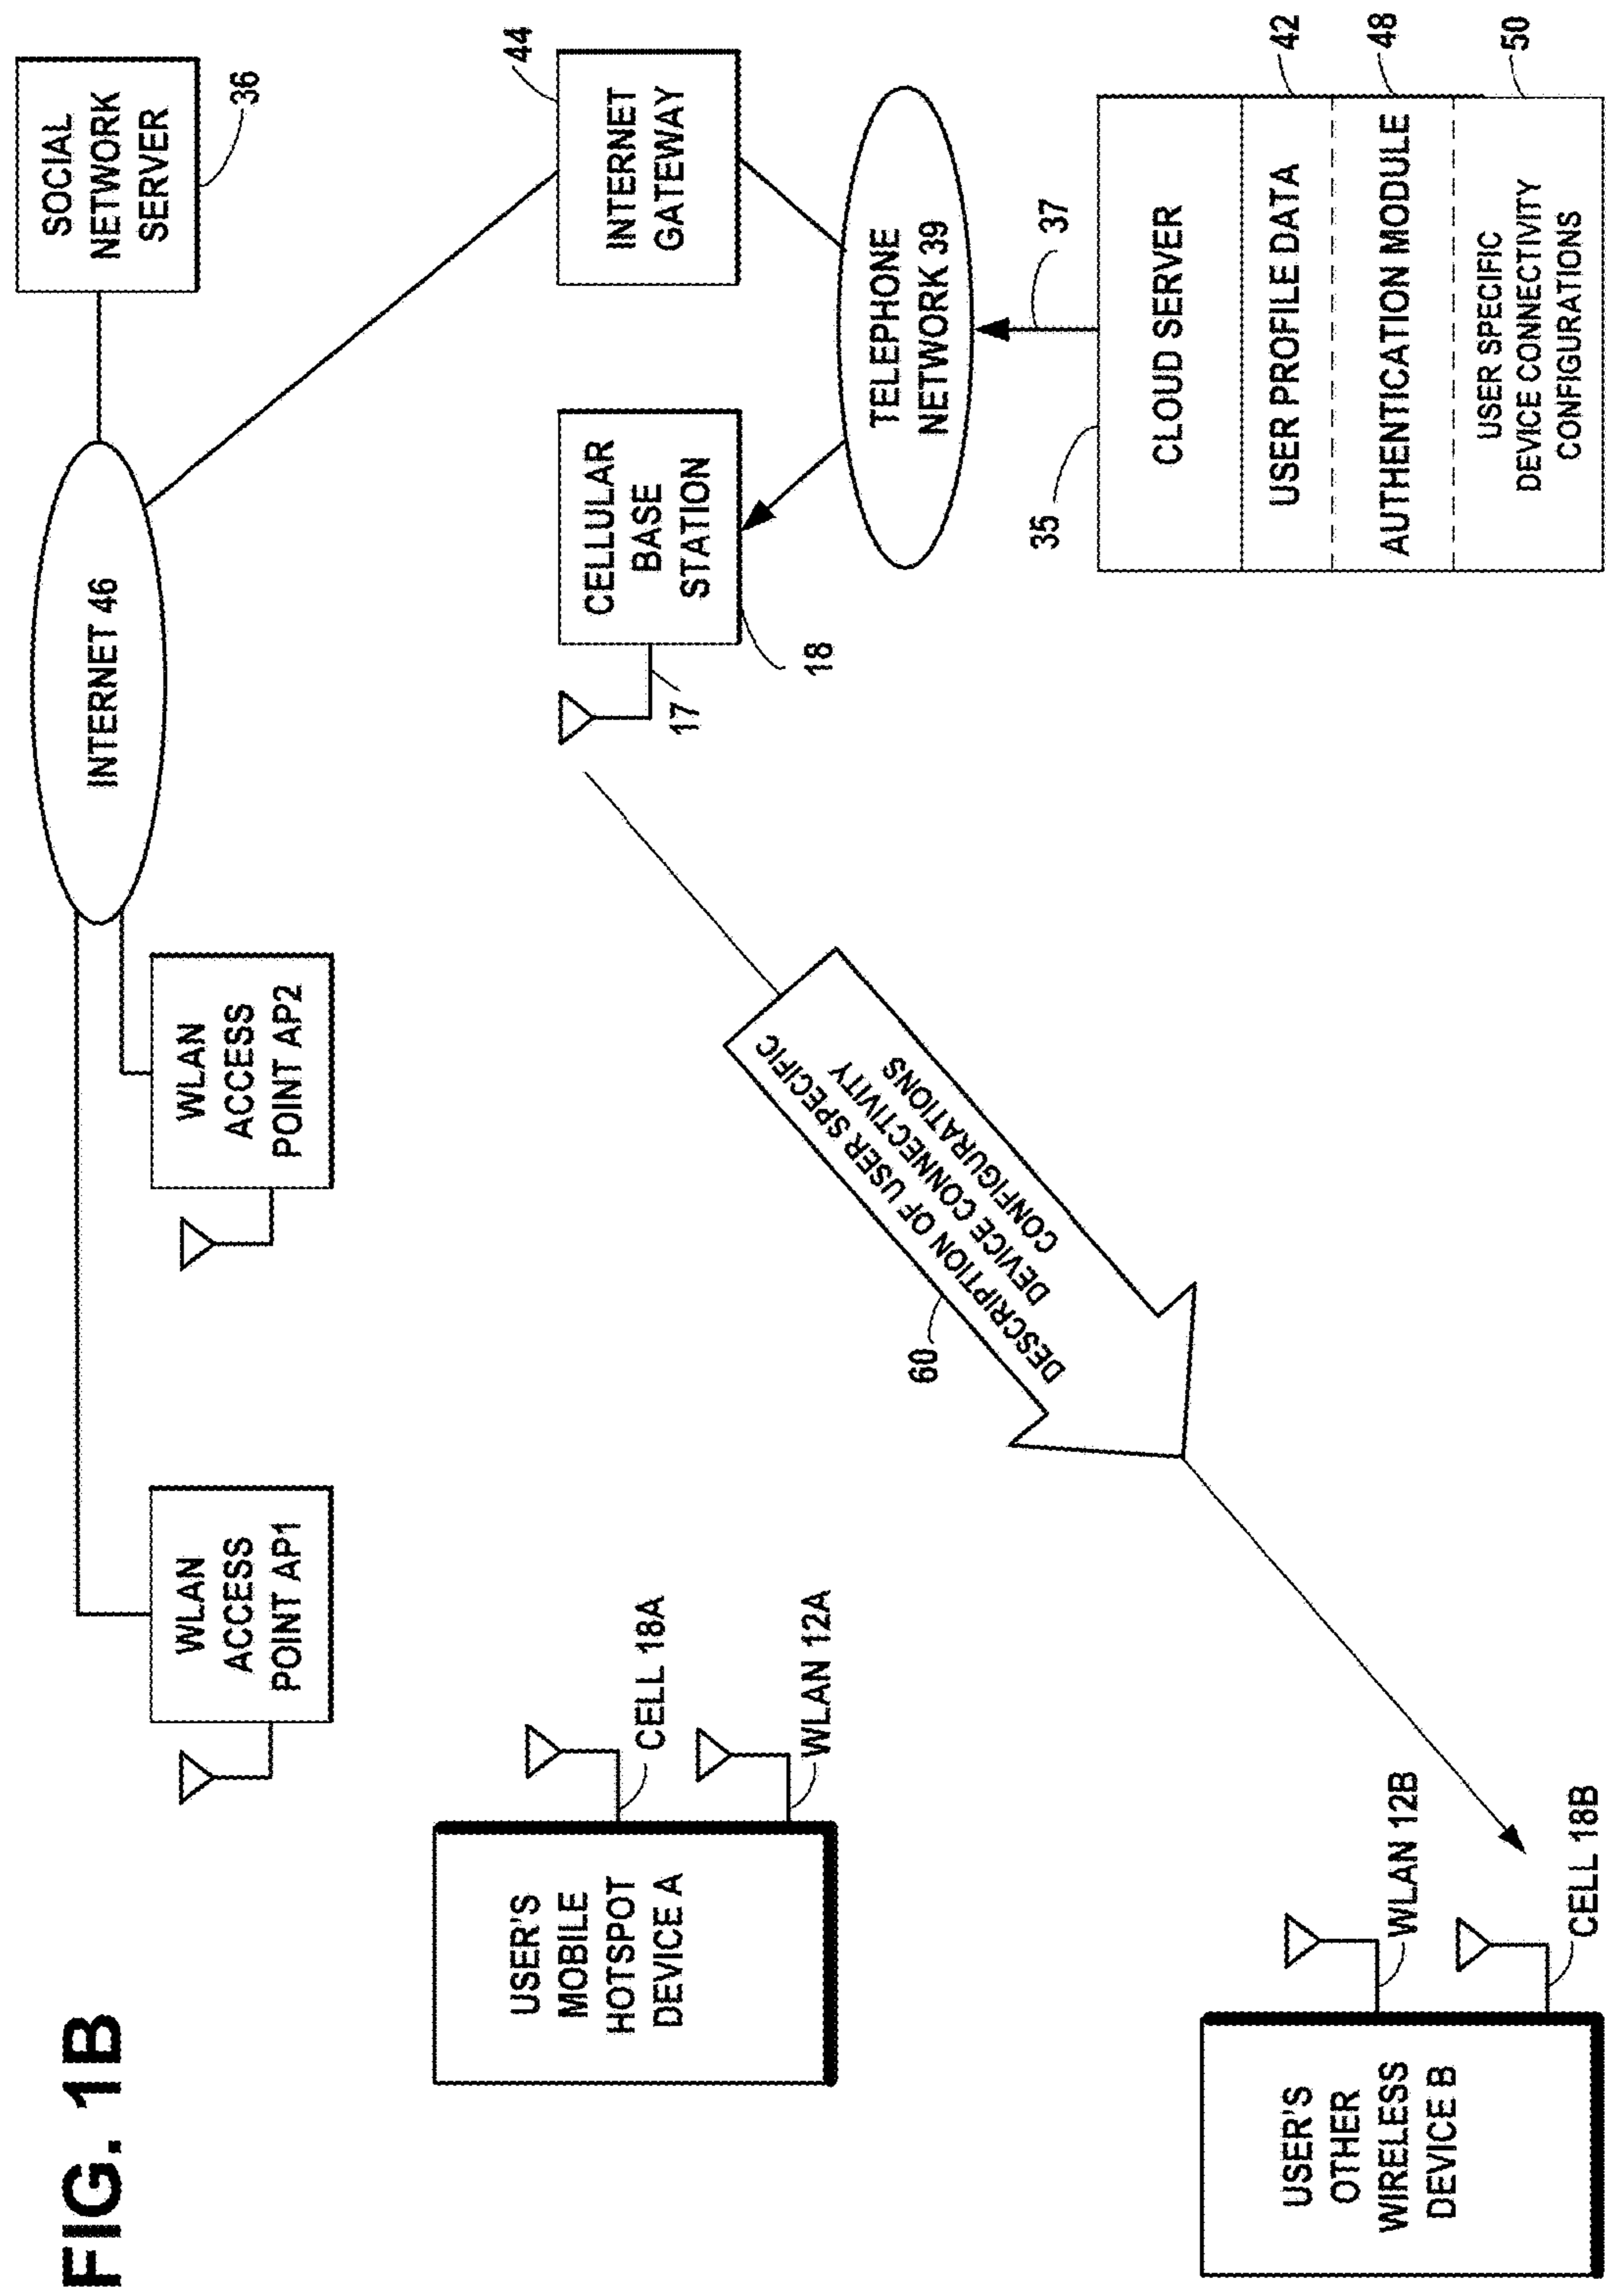 FIG. 1B
WLAN
ACCESS
POINT AP1
WLAN
ACCESS
POINT AP2
INTERNET 46
SOCIAL
NETWORK
SERVER
36
USER'S
MOBILE
HOTSPOT
DEVICE A
CELL 18A
WLAN 12A
17
CELLULAR
BASE
STATION
18
INTERNET
GATEWAY
44
TELEPHONE
NETWORK 39
37
60
DESCRIPTION OF USER SPECIFIC
DEVICE CONNECTIVITY
CONFIGURATIONS
35
CLOUD SERVER
USER PROFILE DATA
42
AUTHENTICATION MODULE
48
USER SPECIFIC
DEVICE CONNECTIVITY
CONFIGURATIONS
50
USER'S
OTHER
WIRELESS
DEVICE B
WLAN 12B
CELL 18B